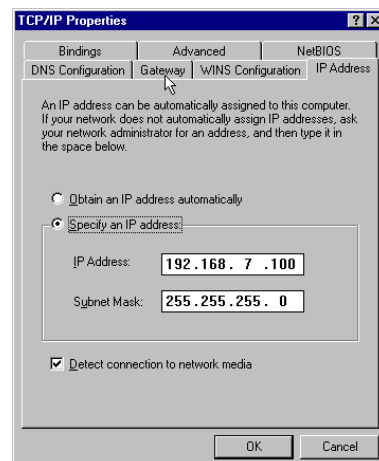 TCP/IP Properties
Bindings Advanced NetBIOS
DNS Configuration Gateway WINS Configuration IP Address
An IP address can be automatically assigned to this computer.
If your network does not automatically assign IP addresses, ask
your network administrator for an address, and then type it in
the space below.
Obtain an IP address automatically
Specify an IP address:
IP Address: 192.168. 7 .100
Subnet Mask: 255.255.255. 0
Detect connection to network media
OK Cancel